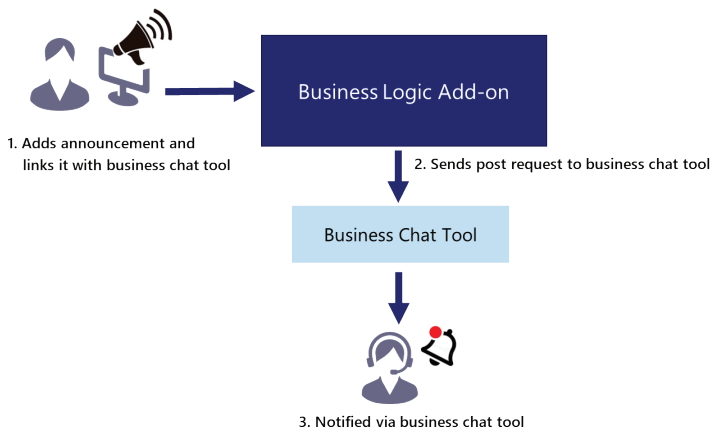 Business Logic Add-on
1. Adds announcement and
links it with business chat tool
2. Sends post request to business chat tool
Business Chat Tool
3. Notified via business chat tool